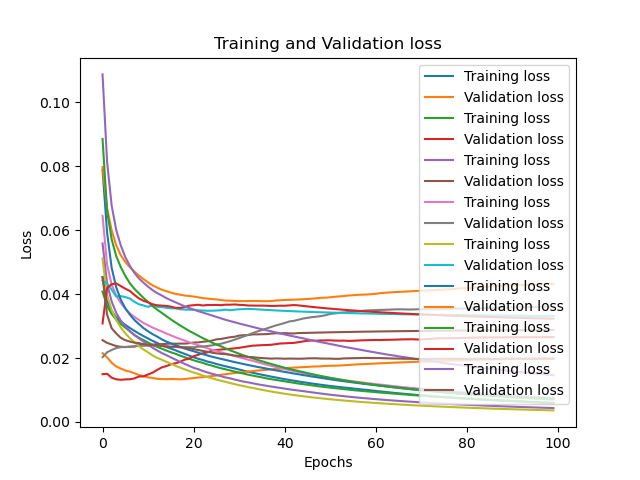 Training and Validation loss
Training loss
Validation loss
Training loss
Validation loss
Training loss
Validation loss
Training loss
Validation loss
Training loss
Validation loss
Training loss
Validation loss
Training loss
Validation loss
Training loss
Validation loss
Loss
0.10
0.08
0.06
0.04
0.02
0.00
0 20 40 60 80 100
Epochs